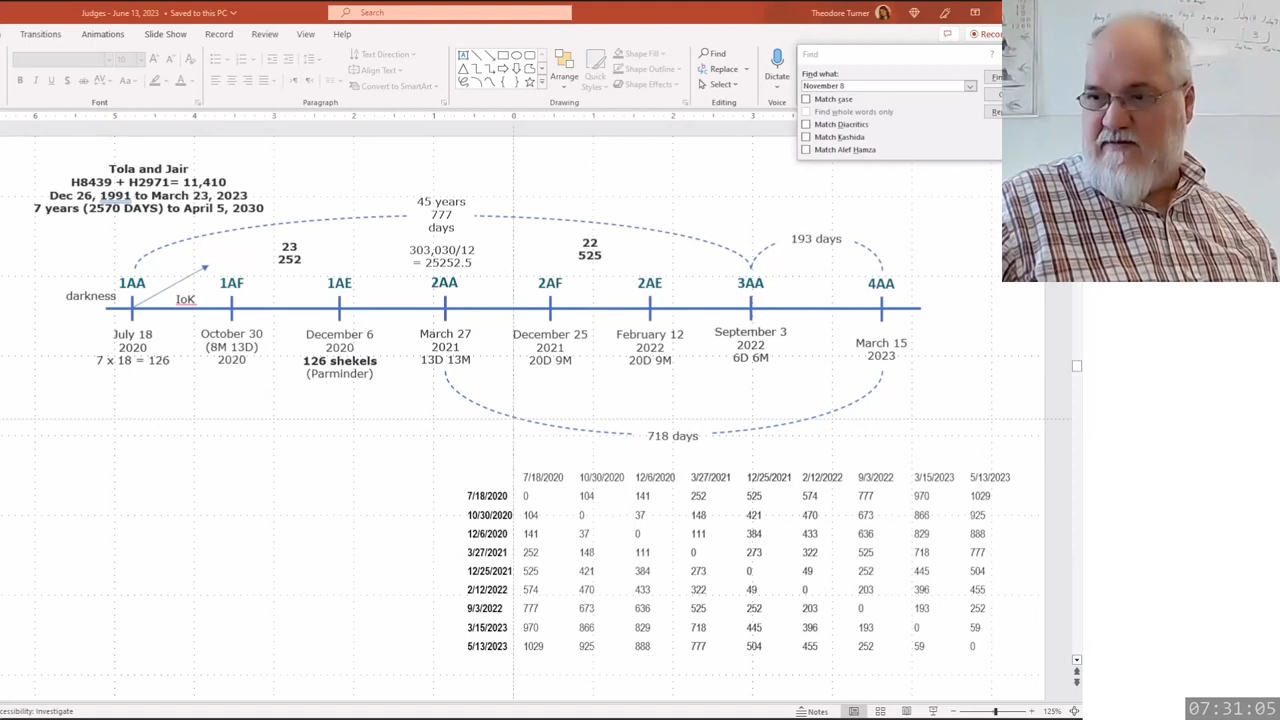 Judges - June 13, 2023 • Saved to this PC
Search
Theodore Turner
Transitions Animations Slide Show Record Review View Help
Recor
Text Direction
Align Text
Convert to SmartArt
Font
Paragraph
Arrange
Quick
Styles
Shape Fill
Shape Outline
Shape Effects
Drawing
Find
Replace
Select
Editing
Dictate
Voice
Find
?
Find what:
November 8
Match case
Find whole words only
Match Diacritics
Match Kashida
Match Alef Hamza
6 5 4 3 2 1 0 1 2 3
Tola and Jair
H8439 + H2971= 11,410
Dec 26, 1991 to March 23, 2023
7 years (2570 DAYS) to April 5, 2030
45 years
777
days
303,030/12
= 25252.5
23
252
22
525
193 days
1AA 1AF 1AE 2AA 2AF 2AE 3AA 4AA
darkness
IoK
July 18
2020
7 x 18 = 126
October 30
(8M 13D)
2020
December 6
2020
126 shekels
(Parminder)
March 27
2021
13D 13M
December 25
2021
20D 9M
February 12
2022
20D 9M
September 3
2022
6D 6M
March 15
2023
718 days
7/18/2020 10/30/2020 12/6/2020 3/27/2021 12/25/2021 2/12/2022 9/3/2022 3/15/2023 5/13/2023
7/18/2020 0 104 141 252 525 574 777 970 1029
10/30/2020 104 0 37 148 421 470 673 866 925
12/6/2020 141 37 0 111 384 433 636 829 888
3/27/2021 252 148 111 0 273 322 525 718 777
12/25/2021 525 421 384 273 0 49 252 445 504
2/12/2022 574 470 433 322 49 0 203 396 455
9/3/2022 777 673 636 525 252 203 0 193 252
3/15/2023 970 866 829 718 445 396 193 0 59
5/13/2023 1029 925 888 777 504 455 252 59 0
ccessibility: Investigate
Notes
125%
07:31:05